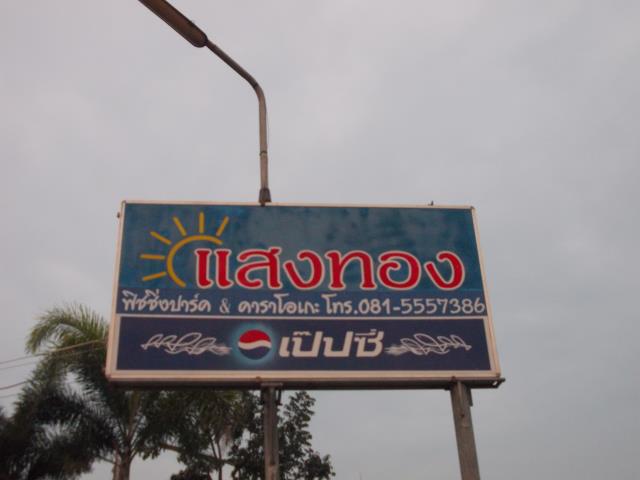 แสงทอง
ฟิชชิ่งปาร์ค & คาราโอเกะ โทร.081-5557386
เป๊ปซี่